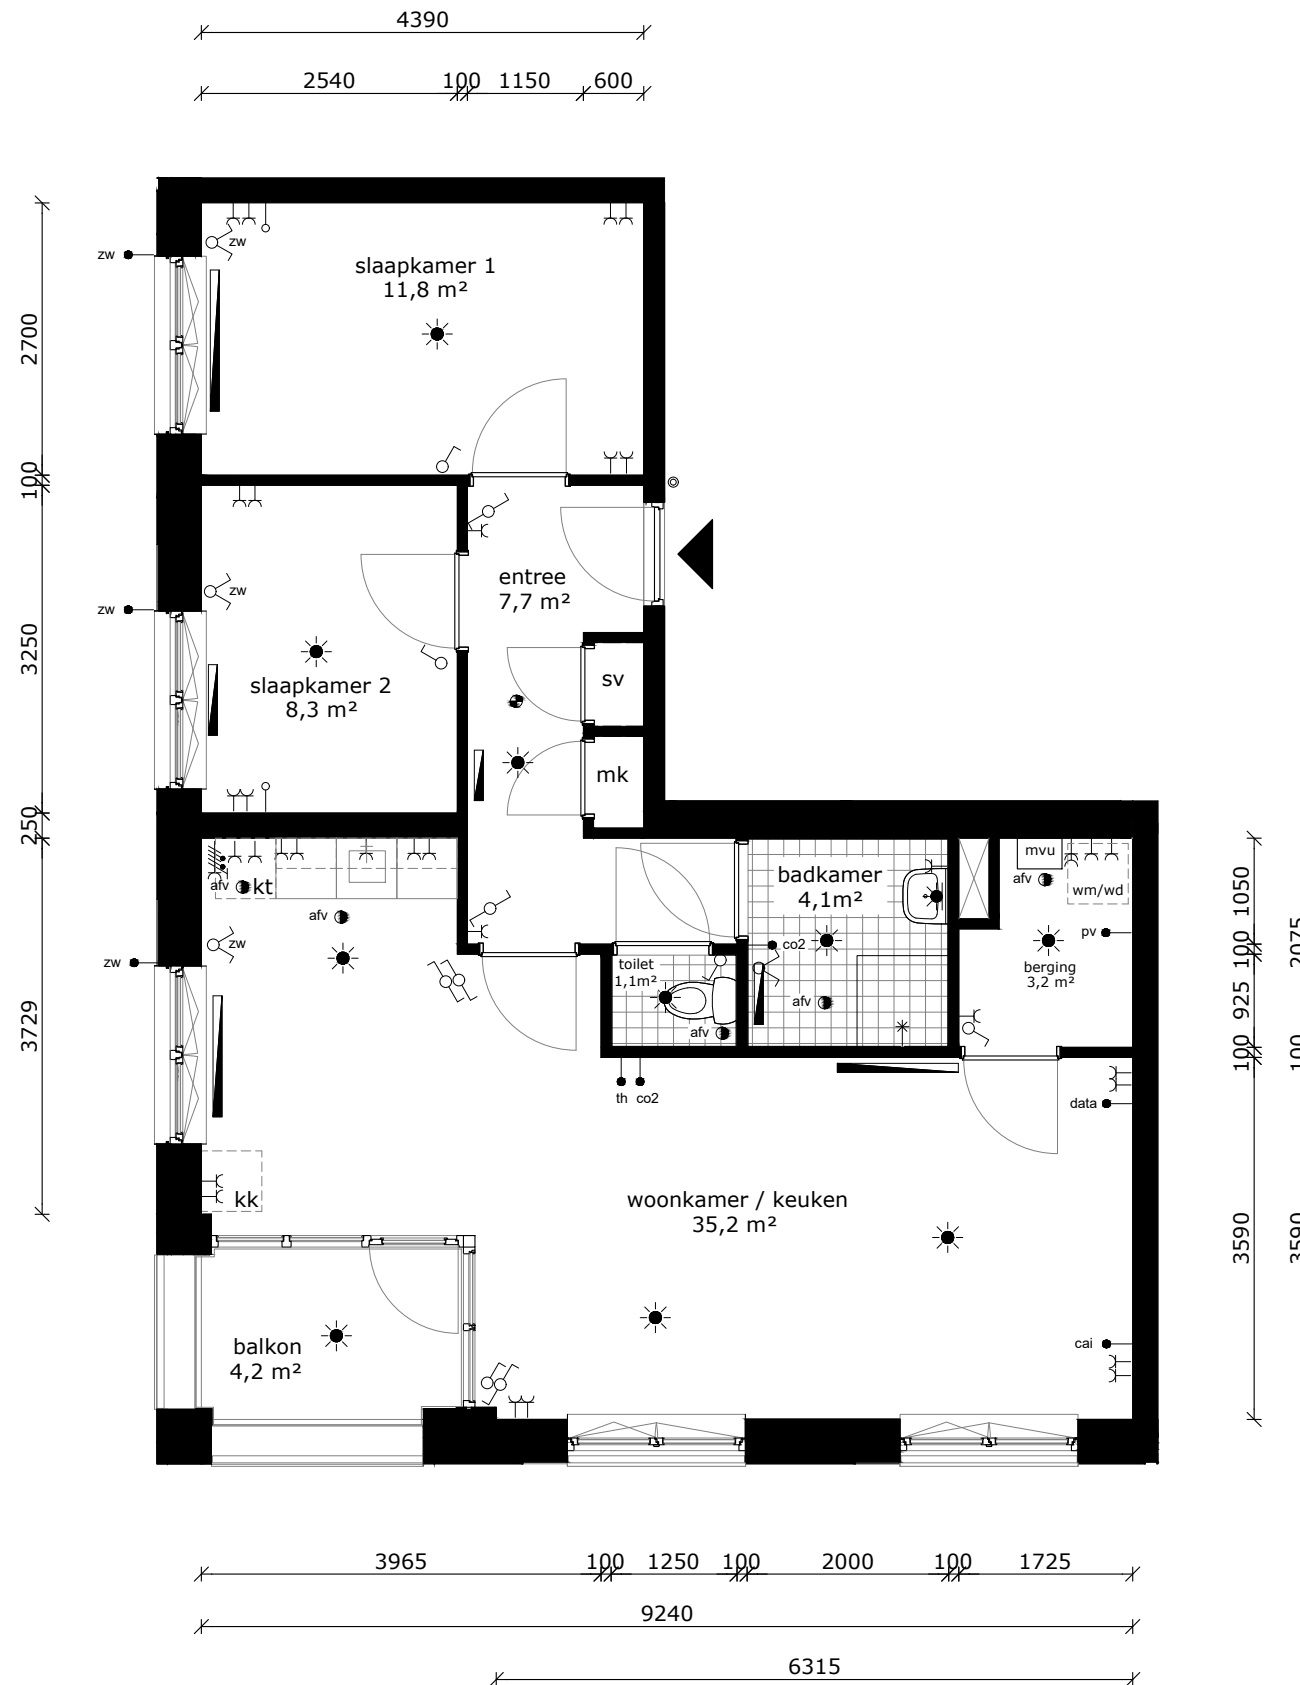 4390
2540 100 1150 600
zw
zw
slaapkamer 1
11,8 m²
2700
100
entree
7,7 m²
zw
zw
3250
slaapkamer 2
8,3 m²
sv
mk
250
afv
kt
afv
zw
zw
badkamer
4,1m²
co2
afv
mvu
afv
wm/wd
pv
berging
3,2 m²
toilet
1,1m²
afv
1050
100
925
100
2075
100
3729
th co2
data
kk
woonkamer / keuken
35,2 m²
3590
3590
balkon
4,2 m²
cai
3965 100 1250 100 2000 100 1725
9240
6315